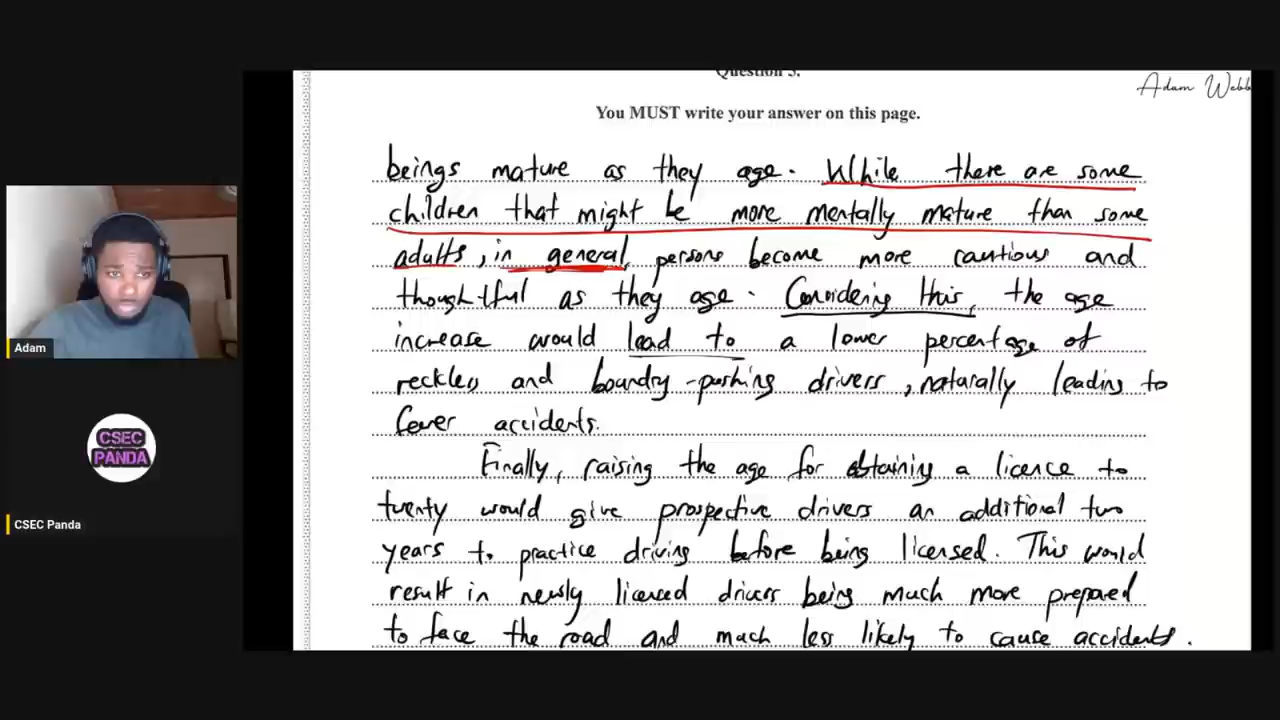 Question 5.
Adam Webb
You MUST write your answer on this page.
beings mature as they age. While there are some
children that might be more mentally mature than some
adults, in general, persons become more cautious and
thoughtful as they age. Considering this, the age
increase would lead to a lower percentage of
reckless and boundry-pushing drivers, naturally leading to
fewer accidents.
Finally, raising the age for obtaining a licence to
twenty would give prospective drivers an additional two
years to practice driving before being licensed. This would
result in newly licenced drivers being much more prepared
to face the road and much less likely to cause accidents.
Adam
CSEC
PANDA
CSEC Panda